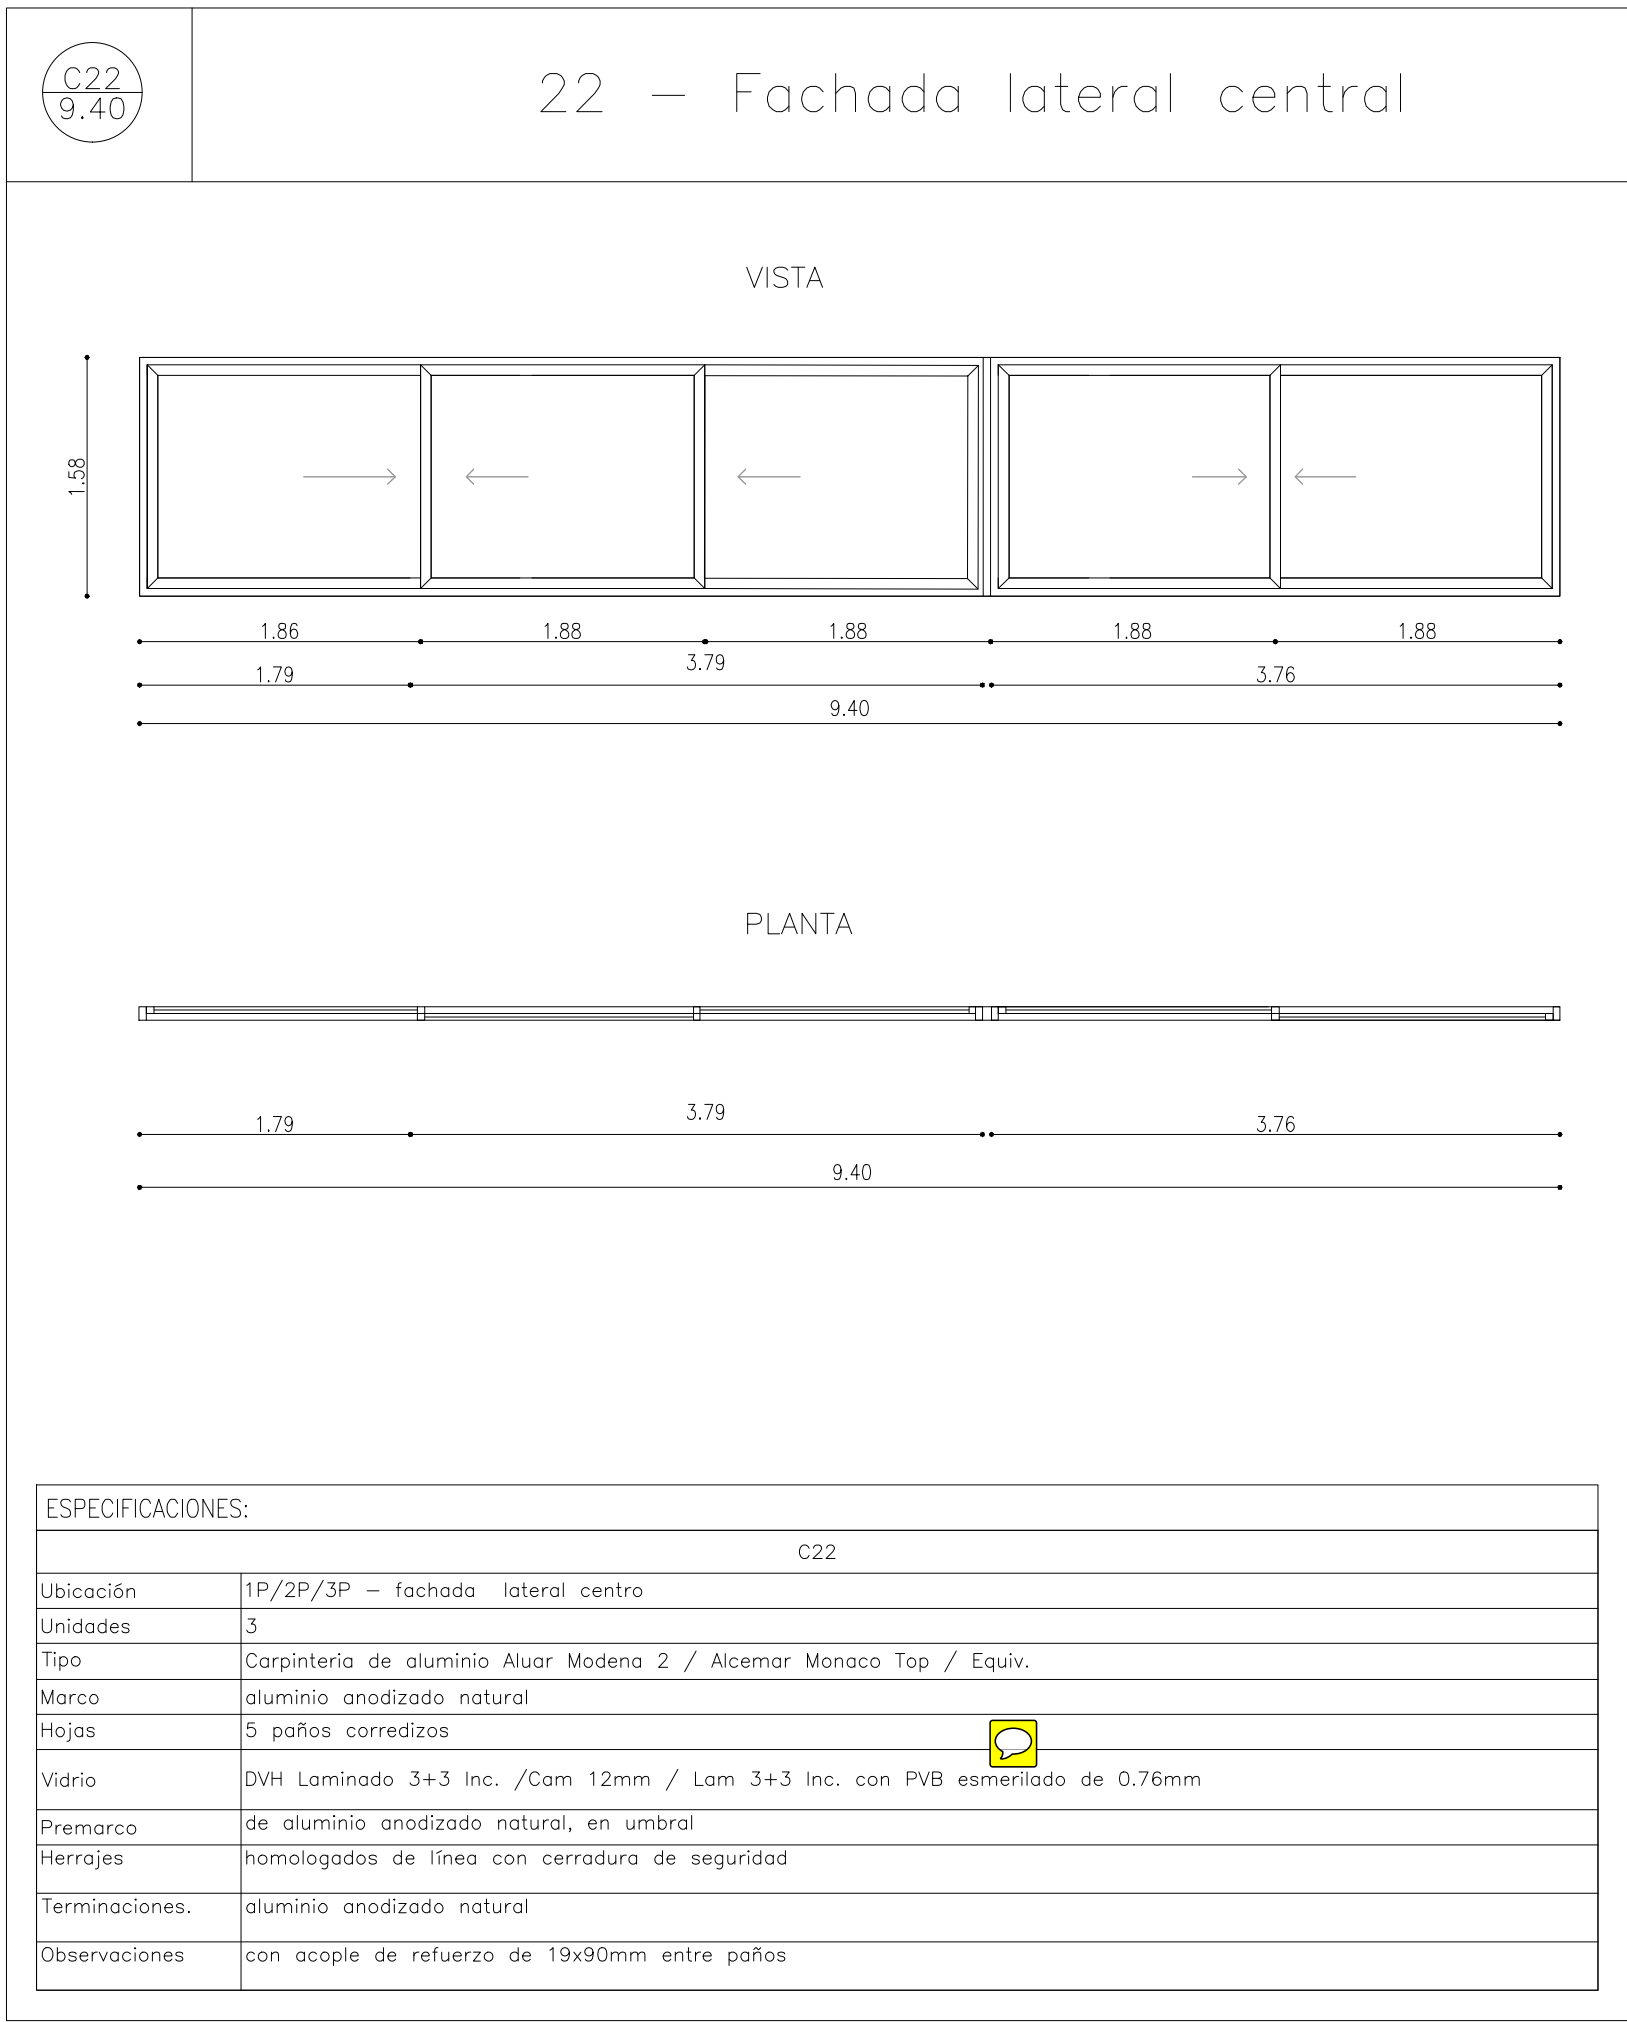 C22
9.40
22 - Fachada lateral central
VISTA
1.58
1.86 1.88 1.88 1.88 1.88
3.79
1.79 3.76
9.40
PLANTA
3.79
1.79 3.76
9.40
ESPECIFICACIONES:
C22
Ubicación 1P/2P/3P - fachada lateral centro
Unidades 3
Tipo Carpinteria de aluminio Aluar Modena 2 / Alcemar Monaco Top / Equiv.
Marco aluminio anodizado natural
Hojas 5 paños corredizos
Vidrio DVH Laminado 3+3 Inc. /Cam 12mm / Lam 3+3 Inc. con PVB esmerilado de 0.76mm
Premarco de aluminio anodizado natural, en umbral
Herrajes homologados de línea con cerradura de seguridad
Terminaciones. aluminio anodizado natural
Observaciones con acople de refuerzo de 19x90mm entre paños